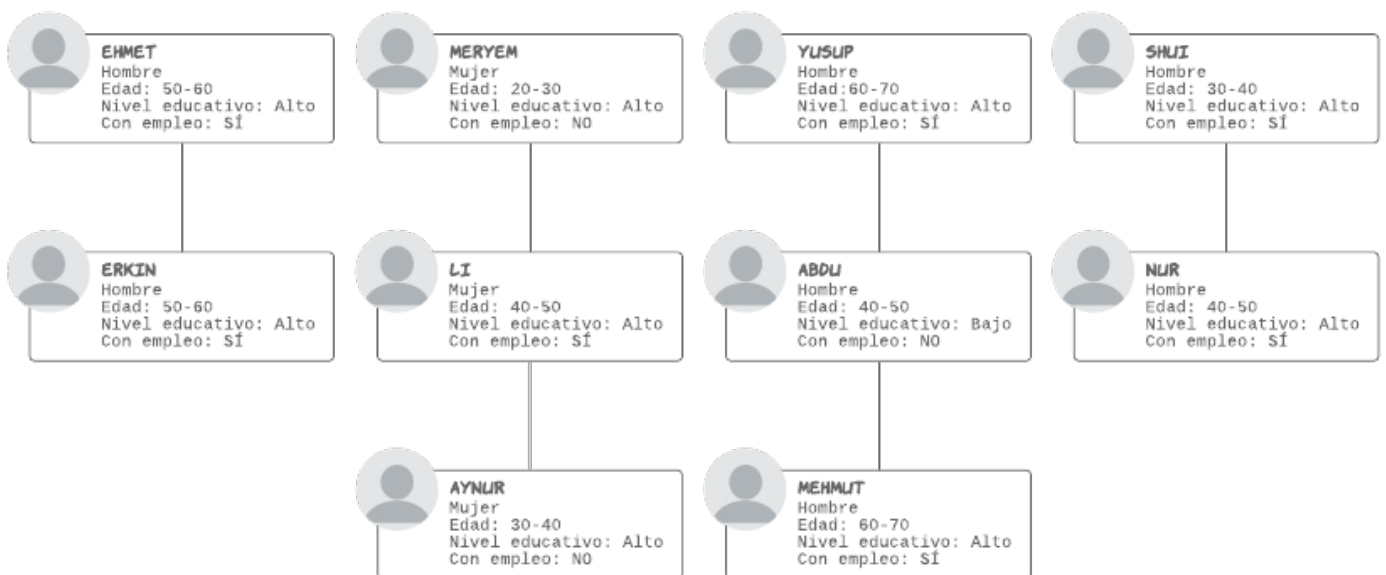 EHMET
Hombre
Edad: 50-60
Nivel educativo: Alto
Con empleo: SÍ
MERYEM
Mujer
Edad: 20-30
Nivel educativo: Alto
Con empleo: NO
YUSUP
Hombre
Edad:60-70
Nivel educativo: Alto
Con empleo: SÍ
SHUI
Hombre
Edad: 30-40
Nivel educativo: Alto
Con empleo: SÍ
ERKIN
Hombre
Edad: 50-60
Nivel educativo: Alto
Con empleo: SÍ
LI
Mujer
Edad: 40-50
Nivel educativo: Alto
Con empleo: SÍ
ABDU
Hombre
Edad: 40-50
Nivel educativo: Bajo
Con empleo: NO
NUR
Hombre
Edad: 40-50
Nivel educativo: Alto
Con empleo: SÍ
AYNUR
Mujer
Edad: 30-40
Nivel educativo: Alto
Con empleo: NO
MEHMUT
Hombre
Edad: 60-70
Nivel educativo: Alto
Con empleo: SÍ